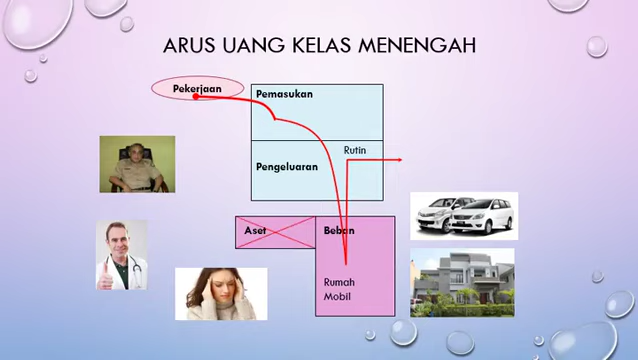 ARUS UANG KELAS MENENGAH
Pekerjaan
Pemasukan
Rutin
Pengeluaran
Aset
Beban
Rumah
Mobil